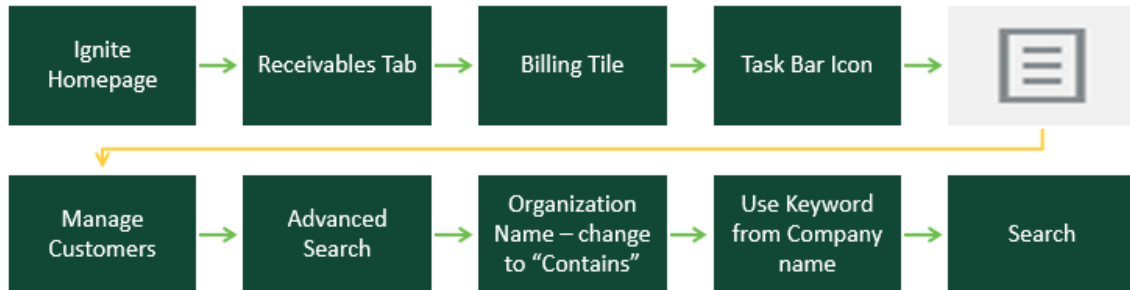 Ignite
Homepage
Receivables Tab
Billing Tile
Task Bar Icon
Manage
Customers
Advanced
Search
Organization
Name – change
to “Contains”
Use Keyword
from Company
name
Search